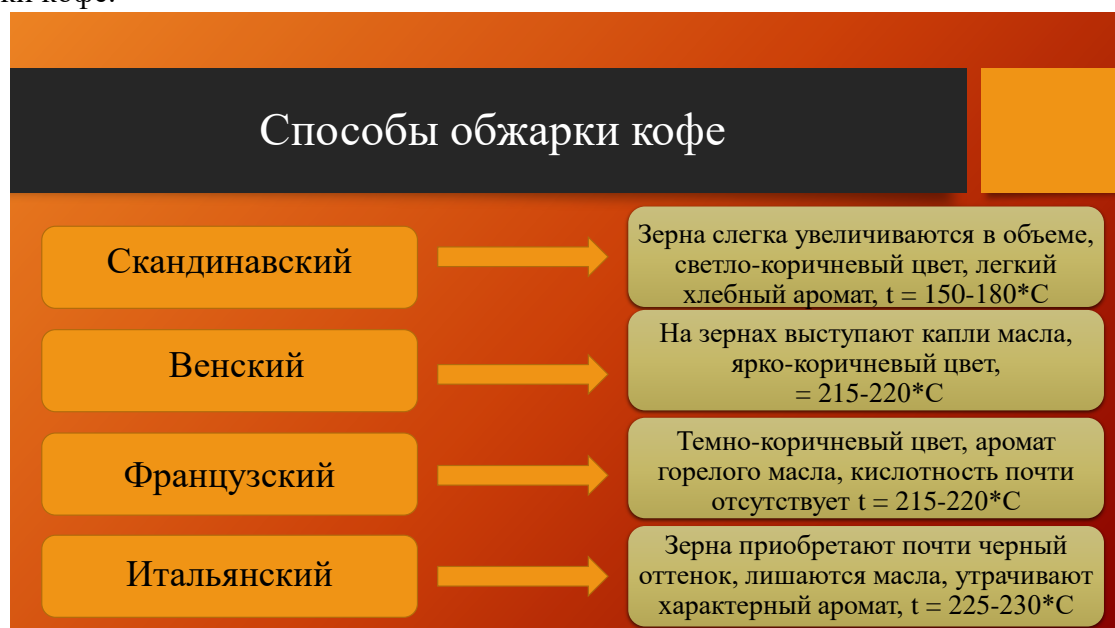 ки кофе.
Способы обжарки кофе
Скандинавский
Зерна слегка увеличиваются в объеме,
светло-коричневый цвет, легкий
хлебный аромат, t = 150-180*С
Венский
На зернах выступают капли масла,
ярко-коричневый цвет,
= 215-220*С
Французский
Темно-коричневый цвет, аромат
горелого масла, кислотность почти
отсутствует t = 215-220*С
Итальянский
Зерна приобретают почти черный
оттенок, лишаются масла, утрачивают
характерный аромат, t = 225-230*С